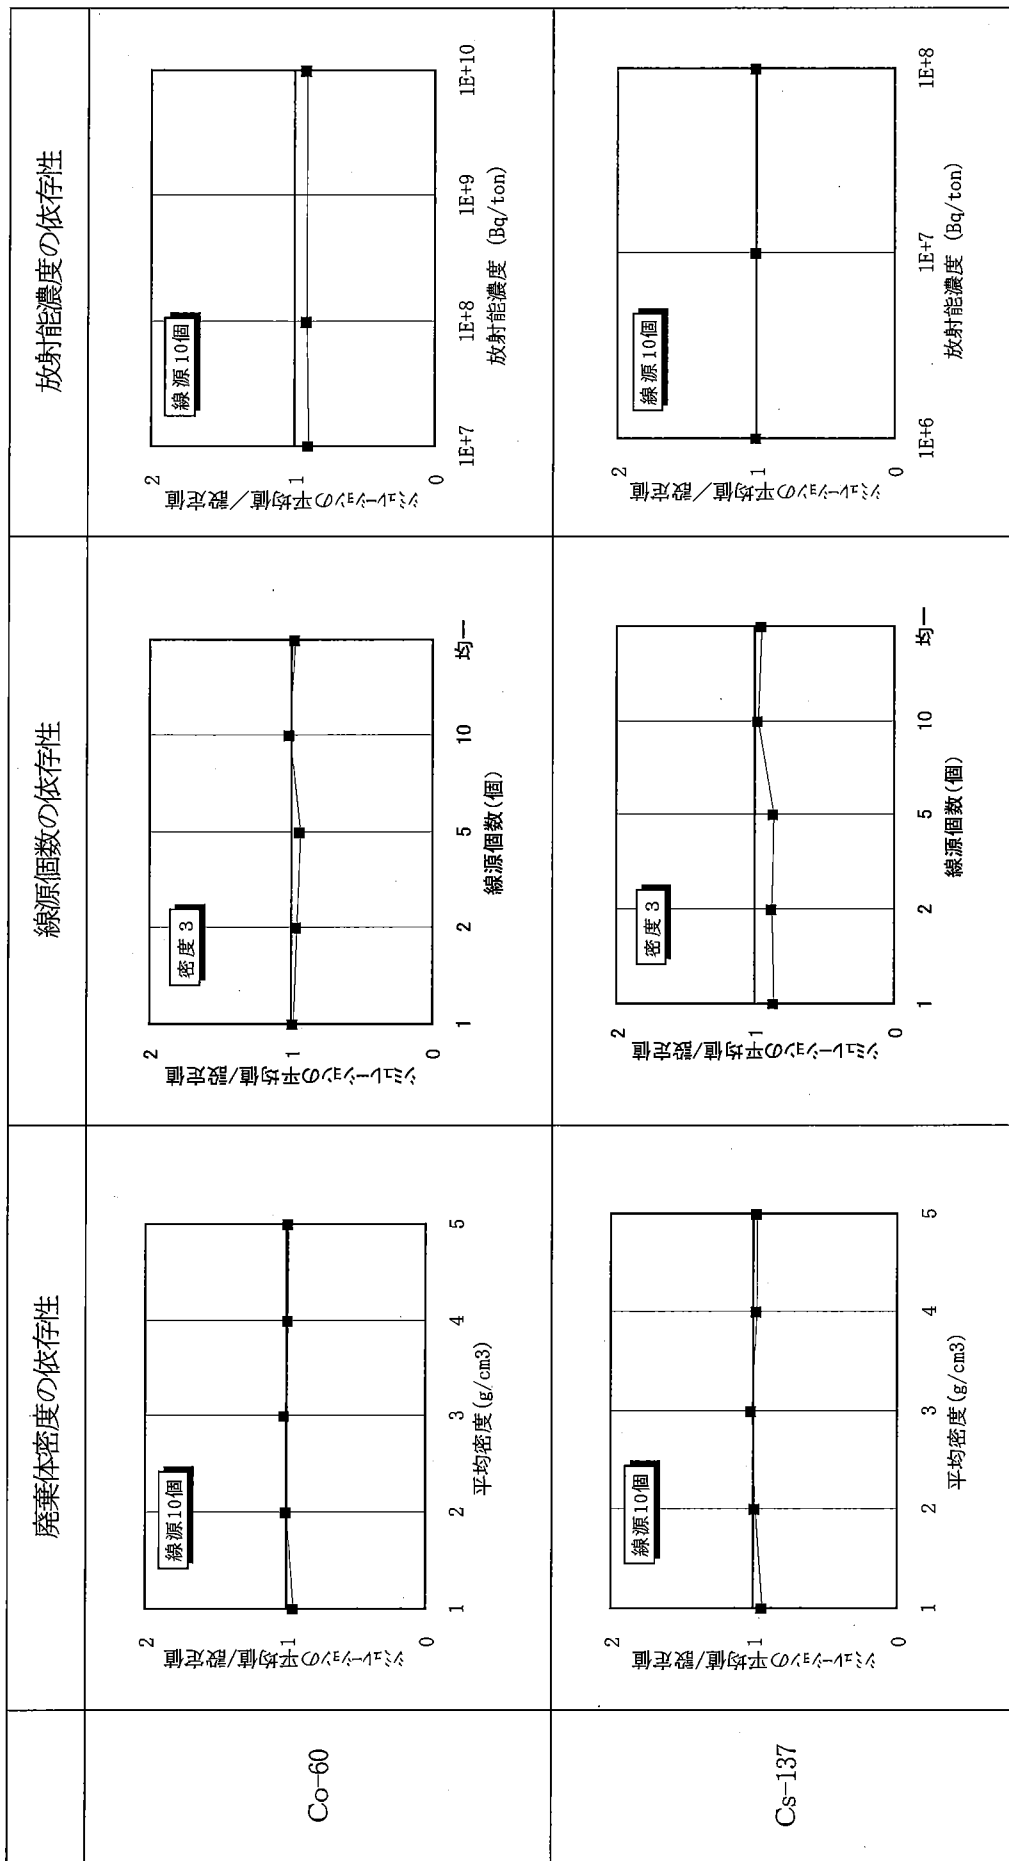 廃棄体密度の依存性
線源個数の依存性
放射能濃度の依存性
Co-60
シミュレーションの平均値/設定値
2
1
0
線源10個
1
2
3
4
5
平均密度(g/cm3)
シミュレーションの平均値/設定値
2
1
0
密度3
1
2
5
10
均一
線源個数(個)
シミュレーションの平均値/設定値
2
1
0
線源10個
1E+7
1E+8
1E+9
1E+10
放射能濃度 (Bq/ton)
Cs-137
シミュレーションの平均値/設定値
2
1
0
線源10個
1
2
3
4
5
平均密度(g/cm3)
シミュレーションの平均値/設定値
2
1
0
密度3
1
2
5
10
均一
線源個数(個)
シミュレーションの平均値/設定値
2
1
0
線源10個
1E+6
1E+7
1E+8
放射能濃度 (Bq/ton)